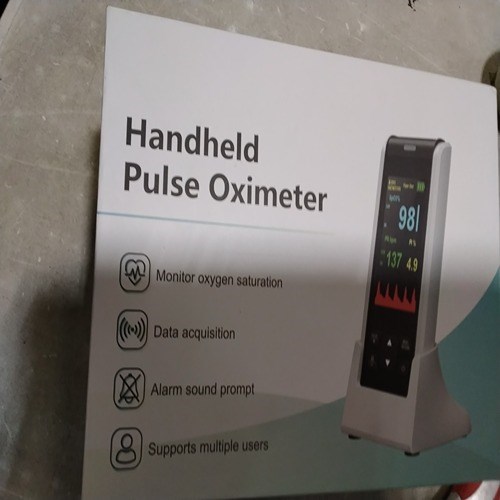 Handheld
Pulse Oximeter
Monitor oxygen saturation
Data acquisition
Alarm sound prompt
Supports multiple users
98
137 4.9